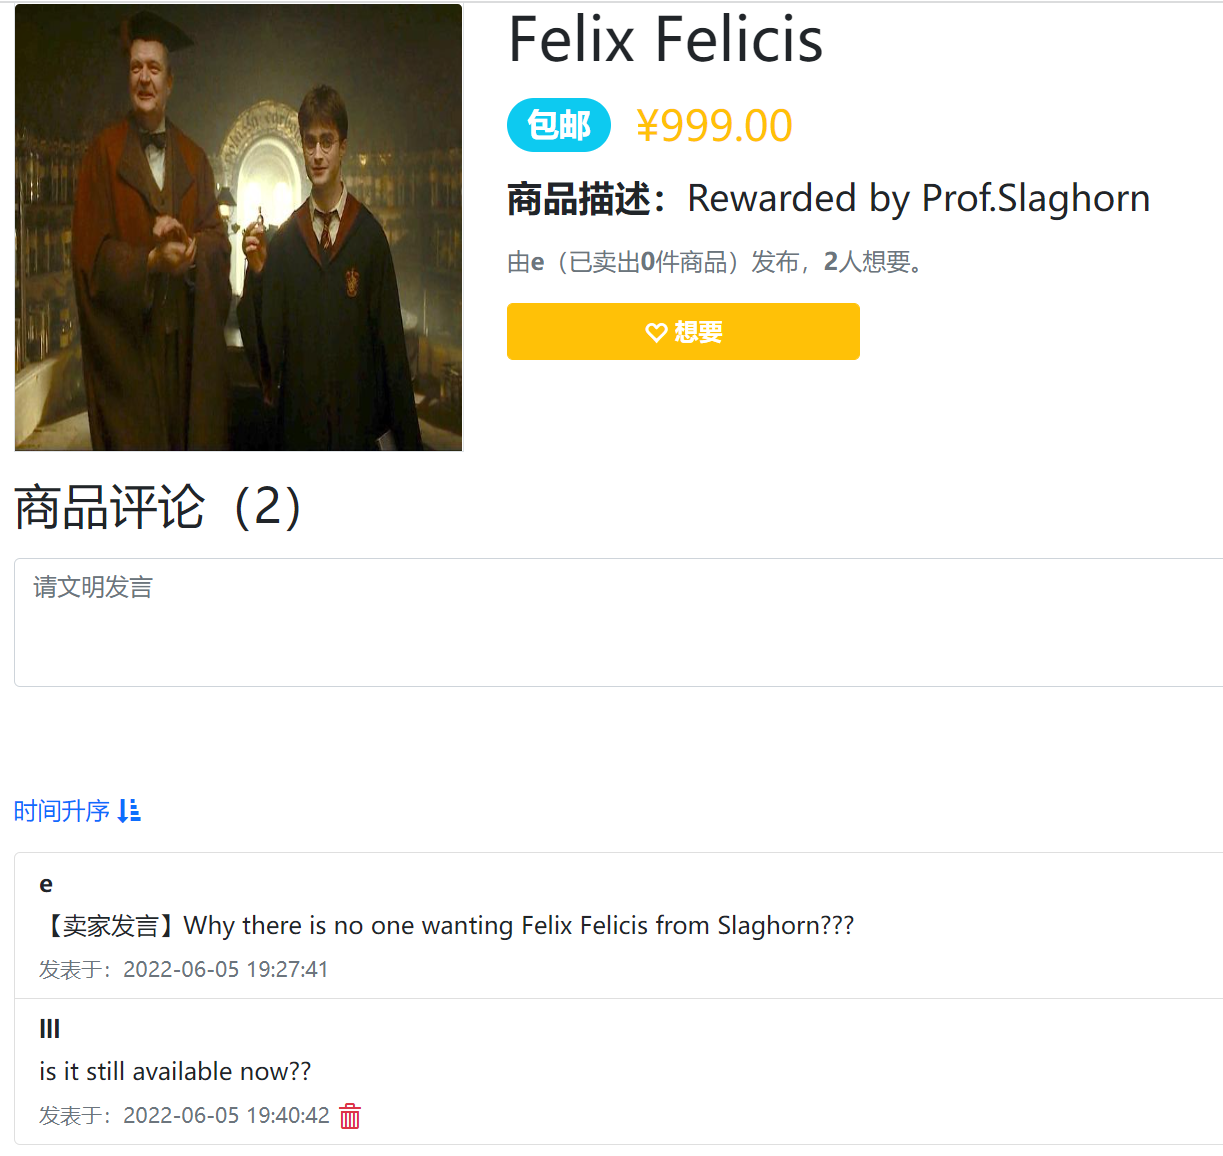 Felix Felicis
包邮 ¥999.00
商品描述：Rewarded by Prof.Slaghorn
由e（已卖出0件商品）发布，2人想要。
想要
商品评论（2）
请文明发言
时间升序
e
【卖家发言】Why there is no one wanting Felix Felicis from Slaghorn???
发表于：2022-06-05 19:27:41
lll
is it still available now??
发表于：2022-06-05 19:40:42